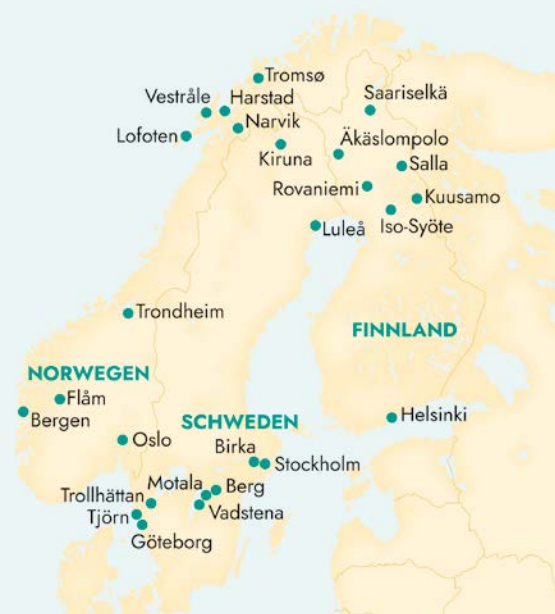 Tromsø
Saariselkä
Vestråle
Harstad
Narvik
Lofoten
Äkäslompolo
Kiruna
Salla
Rovaniemi
Kuusamo
Iso-Syöte
Luleå
Trondheim
FINNLAND
NORWEGEN
Flåm
Bergen
SCHWEDEN
Helsinki
Oslo
Birka
Stockholm
Motala
Berg
Trollhättan
Vadstena
Tjörn
Göteborg